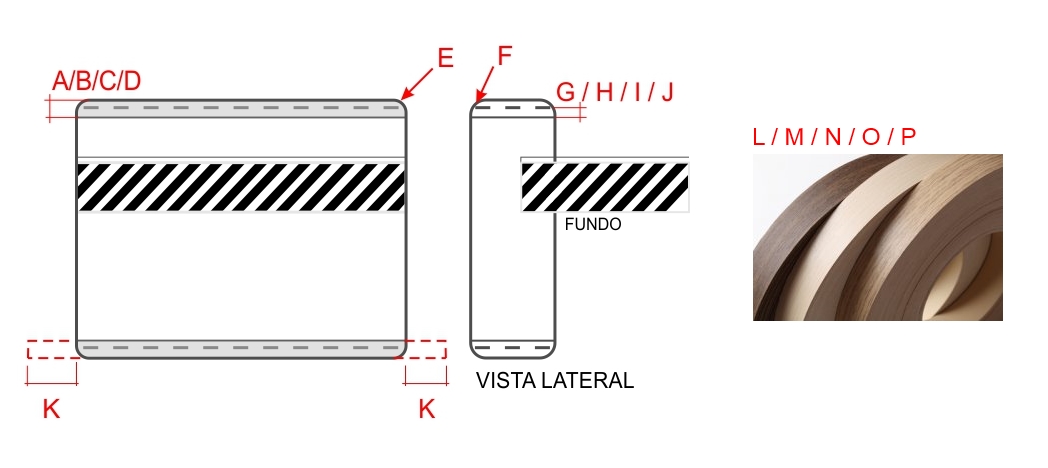 A/B/C/D
E
F
G / H / I / J
L / M / N / O / P
FUNDO
VISTA LATERAL
K
K